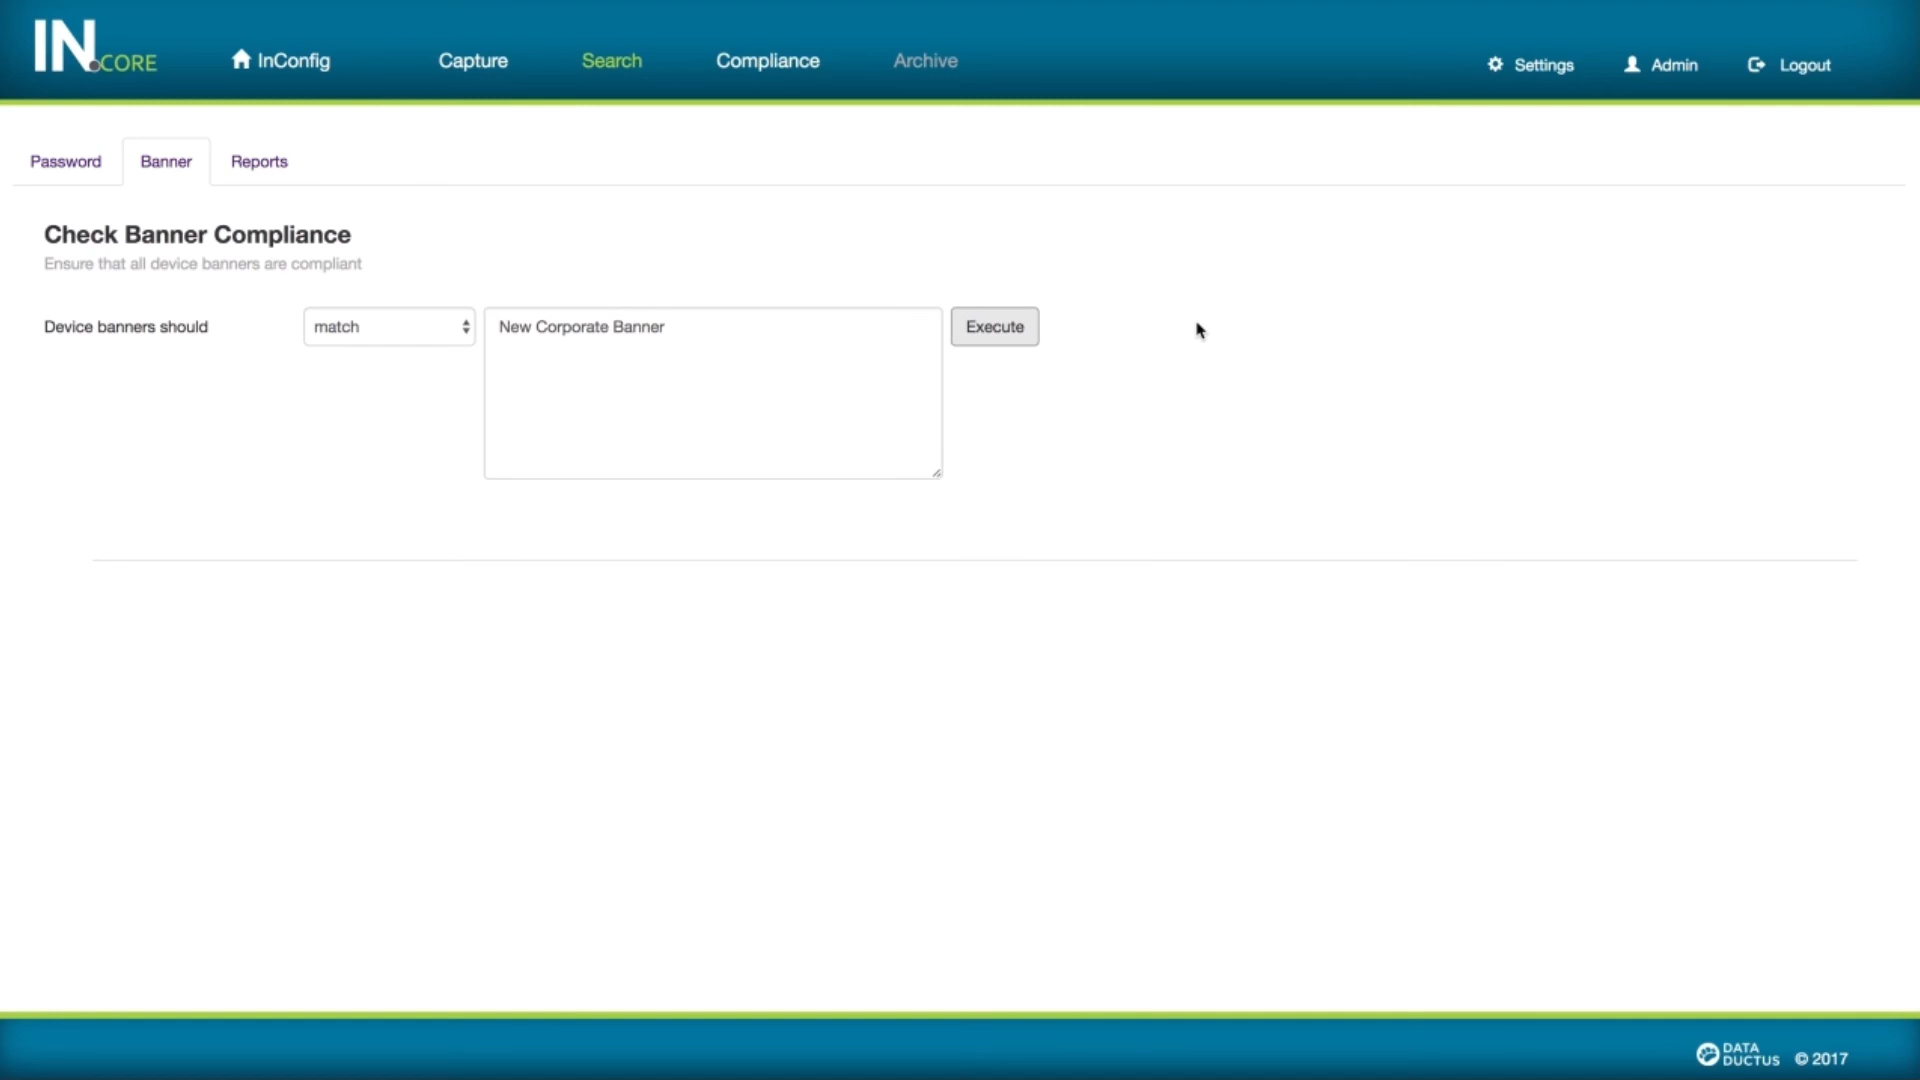 IN.CORE
InConfig
Capture
Search
Compliance
Archive
Settings
Admin
Logout
Password
Banner
Reports
Check Banner Compliance
Ensure that all device banners are compliant
Device banners should
match
New Corporate Banner
Execute
DATA
DUCTUS
© 2017